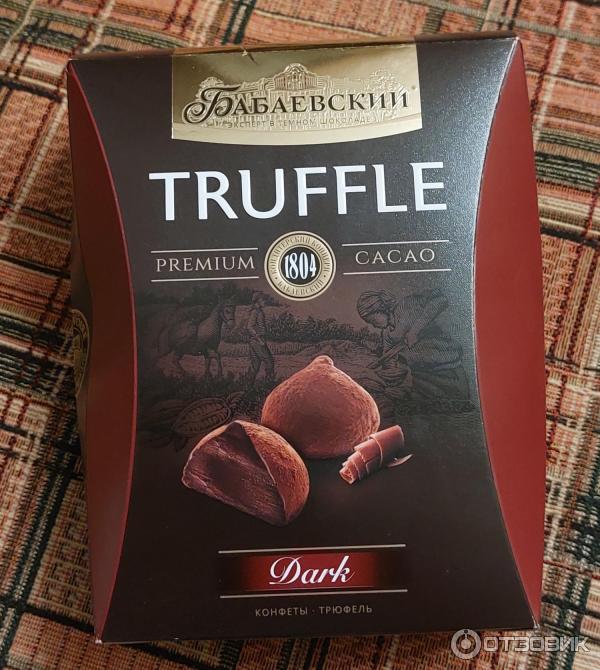 БАБАЕВСКИЙ
ЭКСПЕРТ В ТЕМНОМ ШОКОЛАДЕ
TRUFFLE
PREMIUM 1804 CACAO
Dark
КОНФЕТЫ · ТРЮФЕЛЬ
ОТЗОВИК